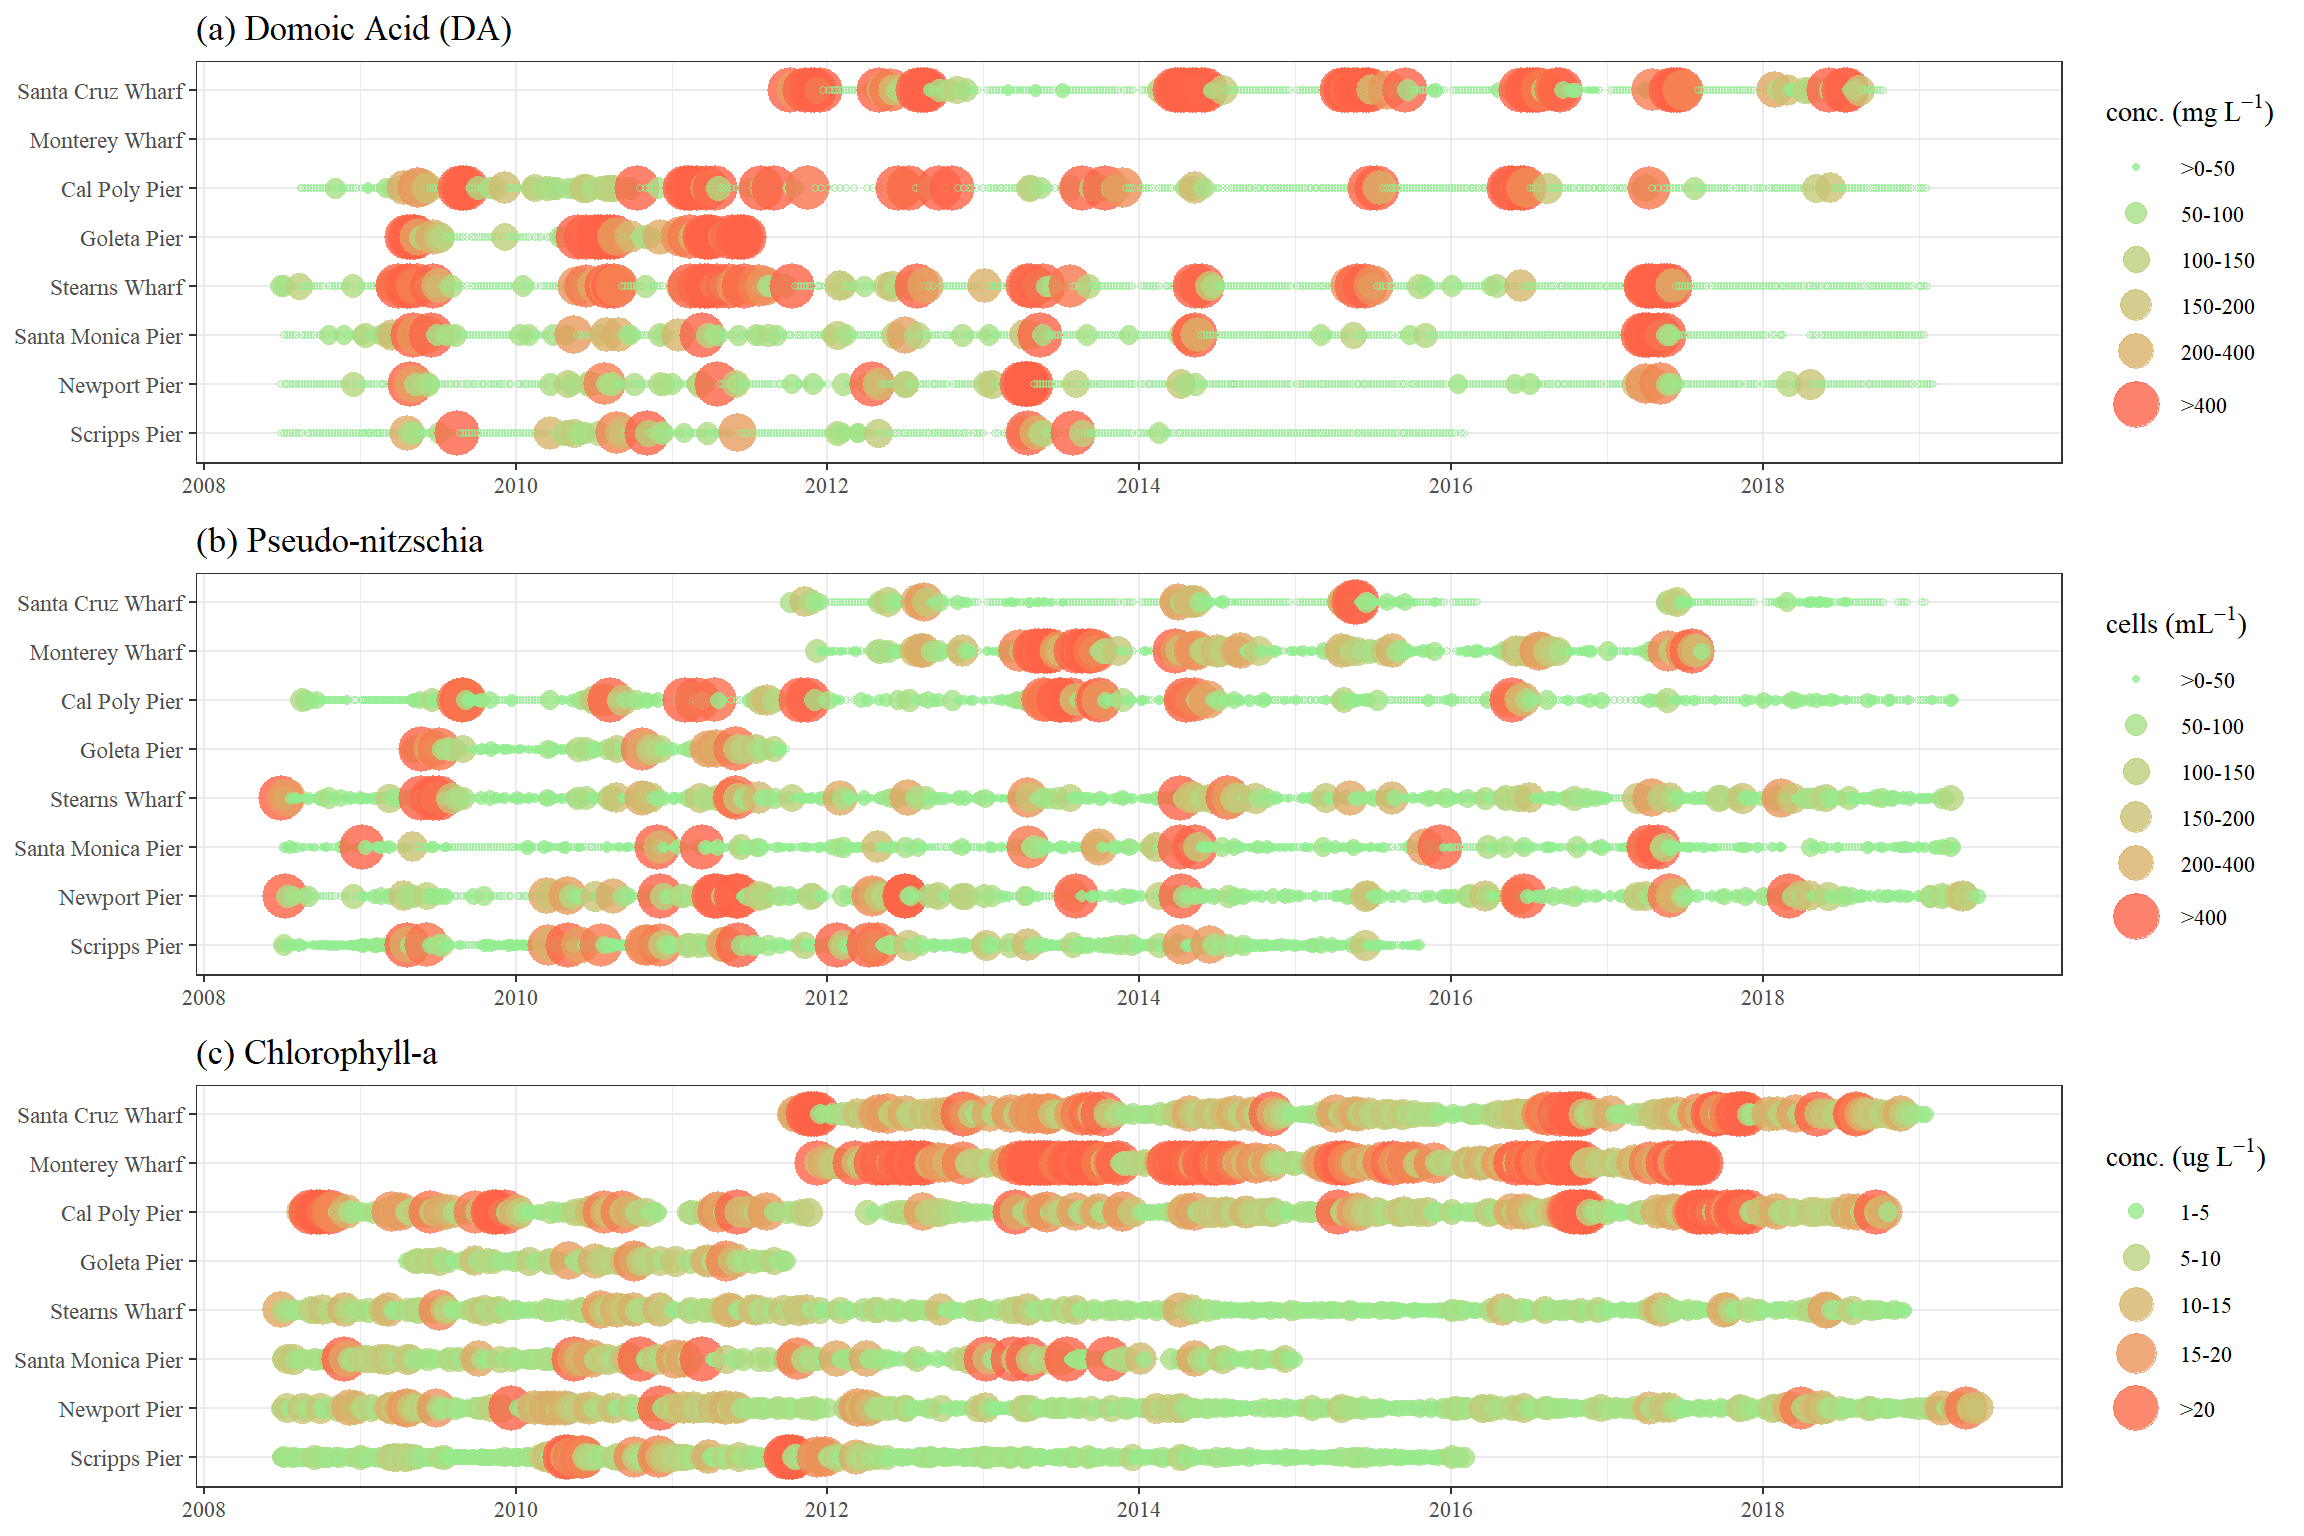 (a) Domoic Acid (DA)
Santa Cruz Wharf
Monterey Wharf
Cal Poly Pier
Goleta Pier
Stearns Wharf
Santa Monica Pier
Newport Pier
Scripps Pier
2008 2010 2012 2014 2016 2018
conc. (mg L⁻¹)
>0-50
50-100
100-150
150-200
200-400
>400
(b) Pseudo-nitzschia
Santa Cruz Wharf
Monterey Wharf
Cal Poly Pier
Goleta Pier
Stearns Wharf
Santa Monica Pier
Newport Pier
Scripps Pier
2008 2010 2012 2014 2016 2018
cells (mL⁻¹)
>0-50
50-100
100-150
150-200
200-400
>400
(c) Chlorophyll-a
Santa Cruz Wharf
Monterey Wharf
Cal Poly Pier
Goleta Pier
Stearns Wharf
Santa Monica Pier
Newport Pier
Scripps Pier
2008 2010 2012 2014 2016 2018
conc. (ug L⁻¹)
1-5
5-10
10-15
15-20
>20